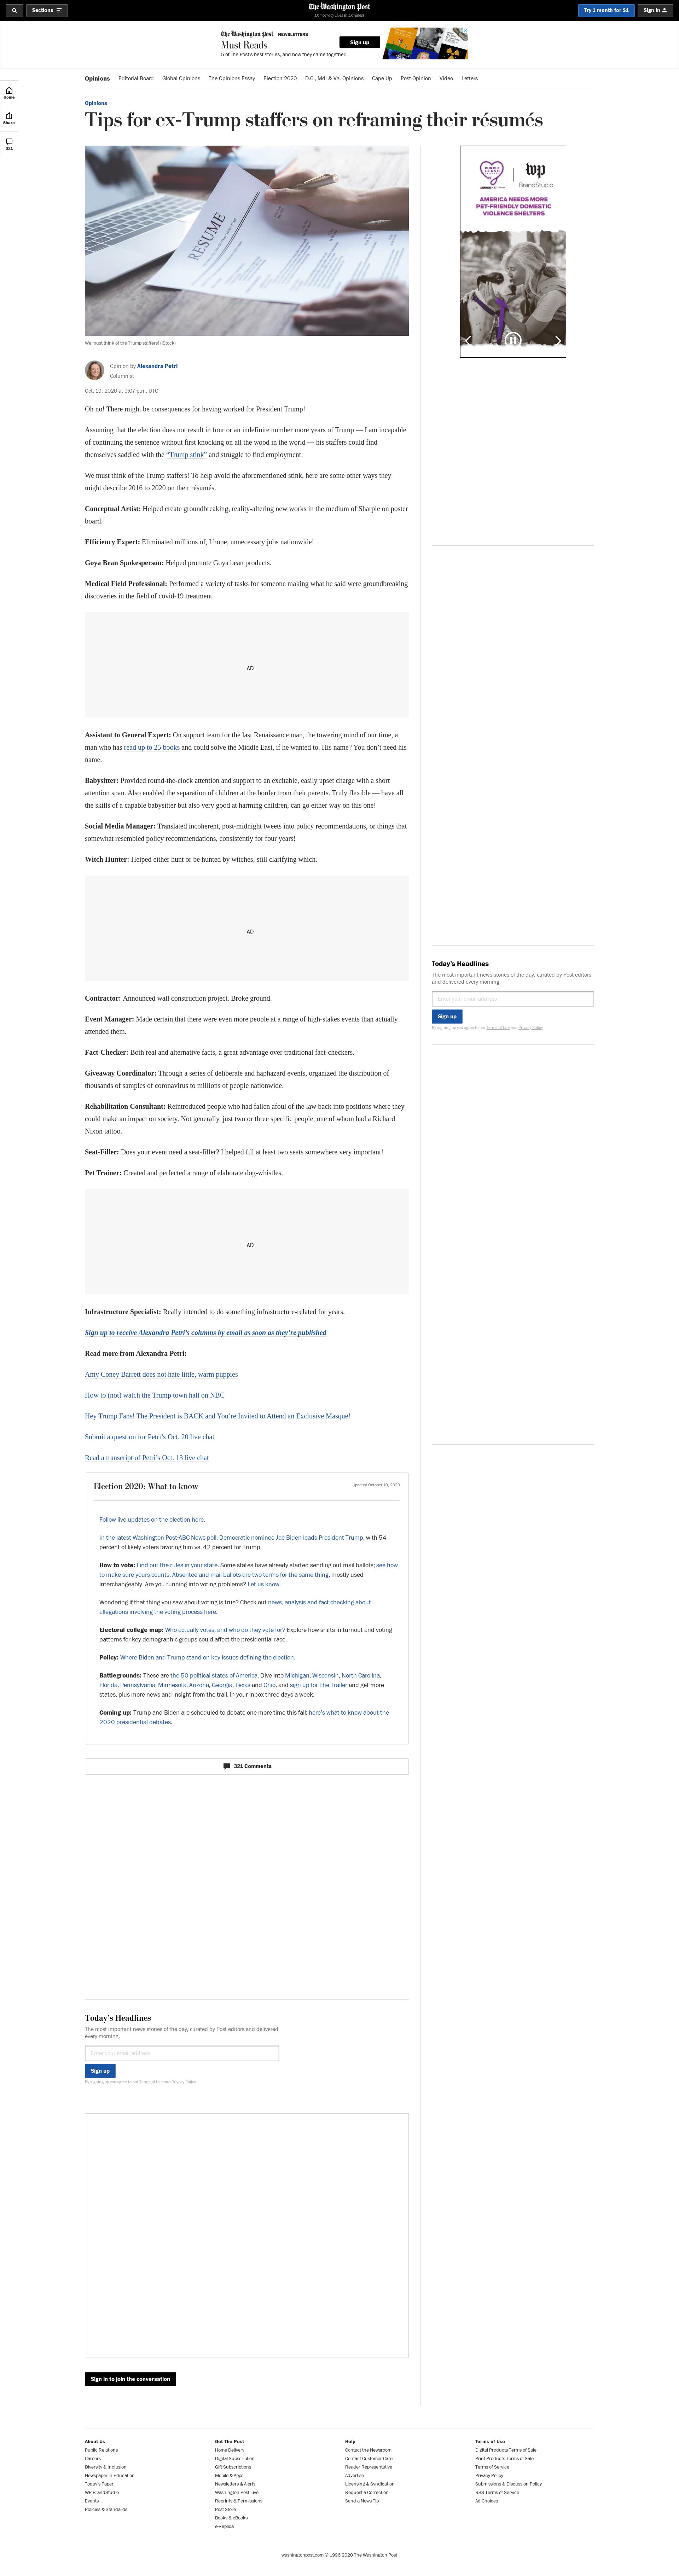 Sections
The Washington Post
Democracy Dies in Darkness
Try 1 month for $1
Sign in
The Washington Post | NEWSLETTERS
Must Reads
5 of The Post's best stories, and how they came together.
Sign up
Home
Share
321
Opinions Editorial Board Global Opinions The Opinions Essay Election 2020 D.C., Md. & Va. Opinions Cape Up Post Opinión Video Letters
Opinions
Tips for ex-Trump staffers on reframing their résumés
RESUME
We must think of the Trump staffers! (iStock)
Opinion by Alexandra Petri
Columnist
Oct. 19, 2020 at 9:07 p.m. UTC
Oh no! There might be consequences for having worked for President Trump!
Assuming that the election does not result in four or an indefinite number more years of Trump — I am incapable
of continuing the sentence without first knocking on all the wood in the world — his staffers could find
themselves saddled with the “Trump stink” and struggle to find employment.
We must think of the Trump staffers! To help avoid the aforementioned stink, here are some other ways they
might describe 2016 to 2020 on their résumés.
Conceptual Artist: Helped create groundbreaking, reality-altering new works in the medium of Sharpie on poster
board.
Efficiency Expert: Eliminated millions of, I hope, unnecessary jobs nationwide!
Goya Bean Spokesperson: Helped promote Goya bean products.
Medical Field Professional: Performed a variety of tasks for someone making what he said were groundbreaking
discoveries in the field of covid-19 treatment.
AD
Assistant to General Expert: On support team for the last Renaissance man, the towering mind of our time, a
man who has read up to 25 books and could solve the Middle East, if he wanted to. His name? You don’t need his
name.
Babysitter: Provided round-the-clock attention and support to an excitable, easily upset charge with a short
attention span. Also enabled the separation of children at the border from their parents. Truly flexible — have all
the skills of a capable babysitter but also very good at harming children, can go either way on this one!
Social Media Manager: Translated incoherent, post-midnight tweets into policy recommendations, or things that
somewhat resembled policy recommendations, consistently for four years!
Witch Hunter: Helped either hunt or be hunted by witches, still clarifying which.
AD
Contractor: Announced wall construction project. Broke ground.
Event Manager: Made certain that there were even more people at a range of high-stakes events than actually
attended them.
Fact-Checker: Both real and alternative facts, a great advantage over traditional fact-checkers.
Giveaway Coordinator: Through a series of deliberate and haphazard events, organized the distribution of
thousands of samples of coronavirus to millions of people nationwide.
Rehabilitation Consultant: Reintroduced people who had fallen afoul of the law back into positions where they
could make an impact on society. Not generally, just two or three specific people, one of whom had a Richard
Nixon tattoo.
Seat-Filler: Does your event need a seat-filler? I helped fill at least two seats somewhere very important!
Pet Trainer: Created and perfected a range of elaborate dog-whistles.
AD
Infrastructure Specialist: Really intended to do something infrastructure-related for years.
Sign up to receive Alexandra Petri’s columns by email as soon as they’re published
Read more from Alexandra Petri:
Amy Coney Barrett does not hate little, warm puppies
How to (not) watch the Trump town hall on NBC
Hey Trump Fans! The President is BACK and You’re Invited to Attend an Exclusive Masque!
Submit a question for Petri’s Oct. 20 live chat
Read a transcript of Petri’s Oct. 13 live chat
Election 2020: What to know
Updated October 19, 2020
Follow live updates on the election here.
In the latest Washington Post-ABC News poll, Democratic nominee Joe Biden leads President Trump, with 54
percent of likely voters favoring him vs. 42 percent for Trump.
How to vote: Find out the rules in your state. Some states have already started sending out mail ballots; see how
to make sure yours counts. Absentee and mail ballots are two terms for the same thing, mostly used
interchangeably. Are you running into voting problems? Let us know.
Wondering if that thing you saw about voting is true? Check out news, analysis and fact checking about
allegations involving the voting process here.
Electoral college map: Who actually votes, and who do they vote for? Explore how shifts in turnout and voting
patterns for key demographic groups could affect the presidential race.
Policy: Where Biden and Trump stand on key issues defining the election.
Battlegrounds: These are the 50 political states of America. Dive into Michigan, Wisconsin, North Carolina,
Florida, Pennsylvania, Minnesota, Arizona, Georgia, Texas and Ohio, and sign up for The Trailer and get more
states, plus more news and insight from the trail, in your inbox three days a week.
Coming up: Trump and Biden are scheduled to debate one more time this fall; here's what to know about the
2020 presidential debates.
321 Comments
Today’s Headlines
The most important news stories of the day, curated by Post editors and delivered
every morning.
Enter your email address
Sign up
By signing up you agree to our Terms of Use and Privacy Policy
Sign in to join the conversation
PURPLE LEASH PROJECT
wp
BrandStudio
AMERICA NEEDS MORE
PET-FRIENDLY DOMESTIC
VIOLENCE SHELTERS
Today’s Headlines
The most important news stories of the day, curated by Post editors
and delivered every morning.
Enter your email address
Sign up
By signing up you agree to our Terms of Use and Privacy Policy
About Us
Public Relations
Careers
Diversity & Inclusion
Newspaper in Education
Today's Paper
WP BrandStudio
Events
Policies & Standards
Get The Post
Home Delivery
Digital Subscription
Gift Subscriptions
Mobile & Apps
Newsletters & Alerts
Washington Post Live
Reprints & Permissions
Post Store
Books & eBooks
e-Replica
Help
Contact the Newsroom
Contact Customer Care
Reader Representative
Advertise
Licensing & Syndication
Request a Correction
Send a News Tip
Terms of Use
Digital Products Terms of Sale
Print Products Terms of Sale
Terms of Service
Privacy Policy
Submissions & Discussion Policy
RSS Terms of Service
Ad Choices
washingtonpost.com © 1996-2020 The Washington Post